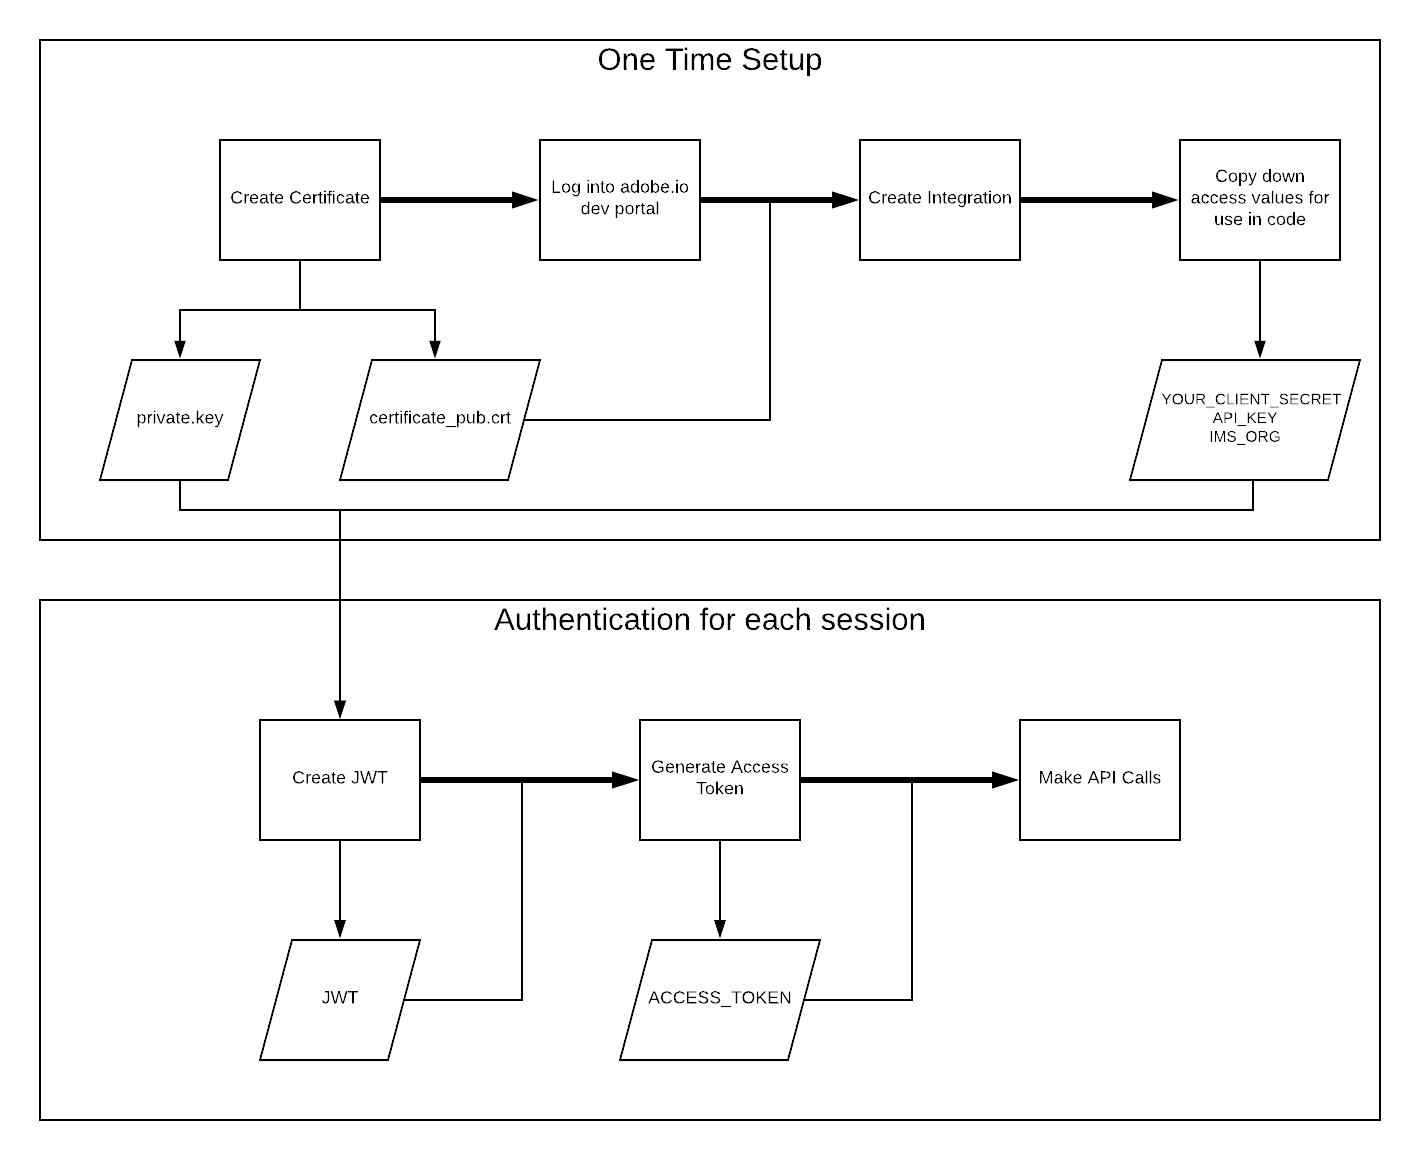 One Time Setup
Create Certificate
Log into adobe.io
dev portal
Create Integration
Copy down
access values for
use in code
private.key
certificate_pub.crt
YOUR_CLIENT_SECRET
API_KEY
IMS_ORG
Authentication for each session
Create JWT
Generate Access
Token
Make API Calls
JWT
ACCESS_TOKEN